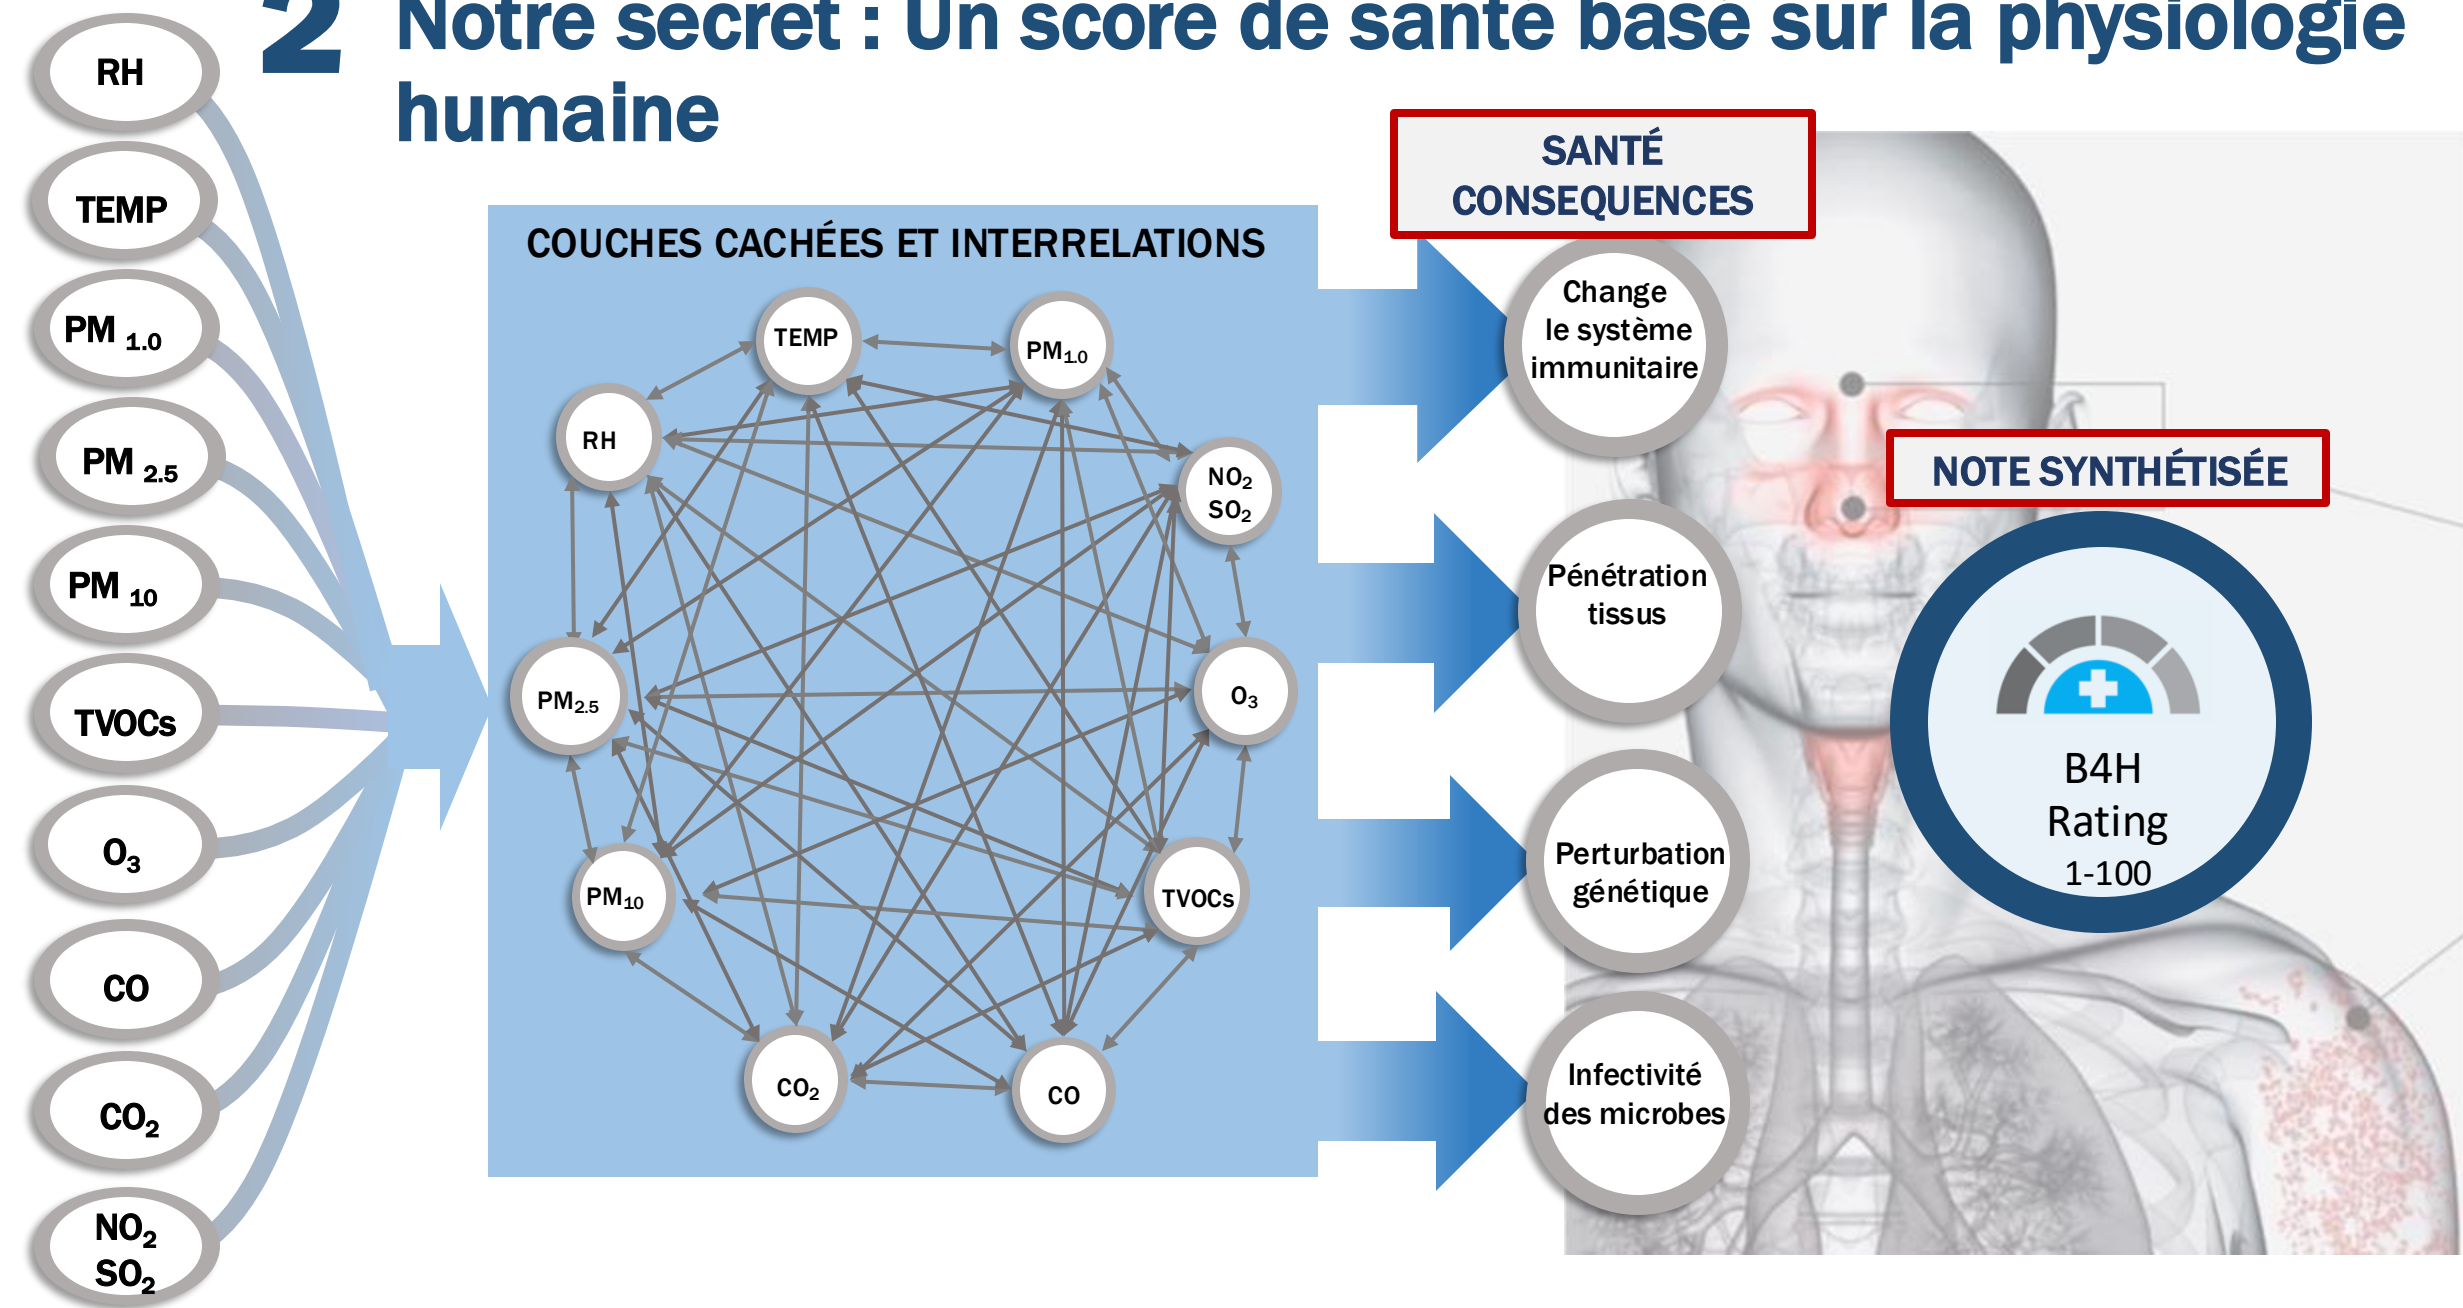 2
Notre secret : Un score de santé basé sur la physiologie
humaine
RH
TEMP
PM 1.0
PM 2.5
PM 10
TVOCs
O3
CO
CO2
NO2
SO2
COUCHES CACHÉES ET INTERRELATIONS
TEMP
PM1.0
RH
NO2
SO2
PM2.5
O3
PM10
TVOCs
CO2
CO
SANTÉ
CONSEQUENCES
Change
le système
immunitaire
Pénétration
tissus
Perturbation
génétique
Infectivité
des microbes
NOTE SYNTHÉTISÉE
B4H
Rating
1-100